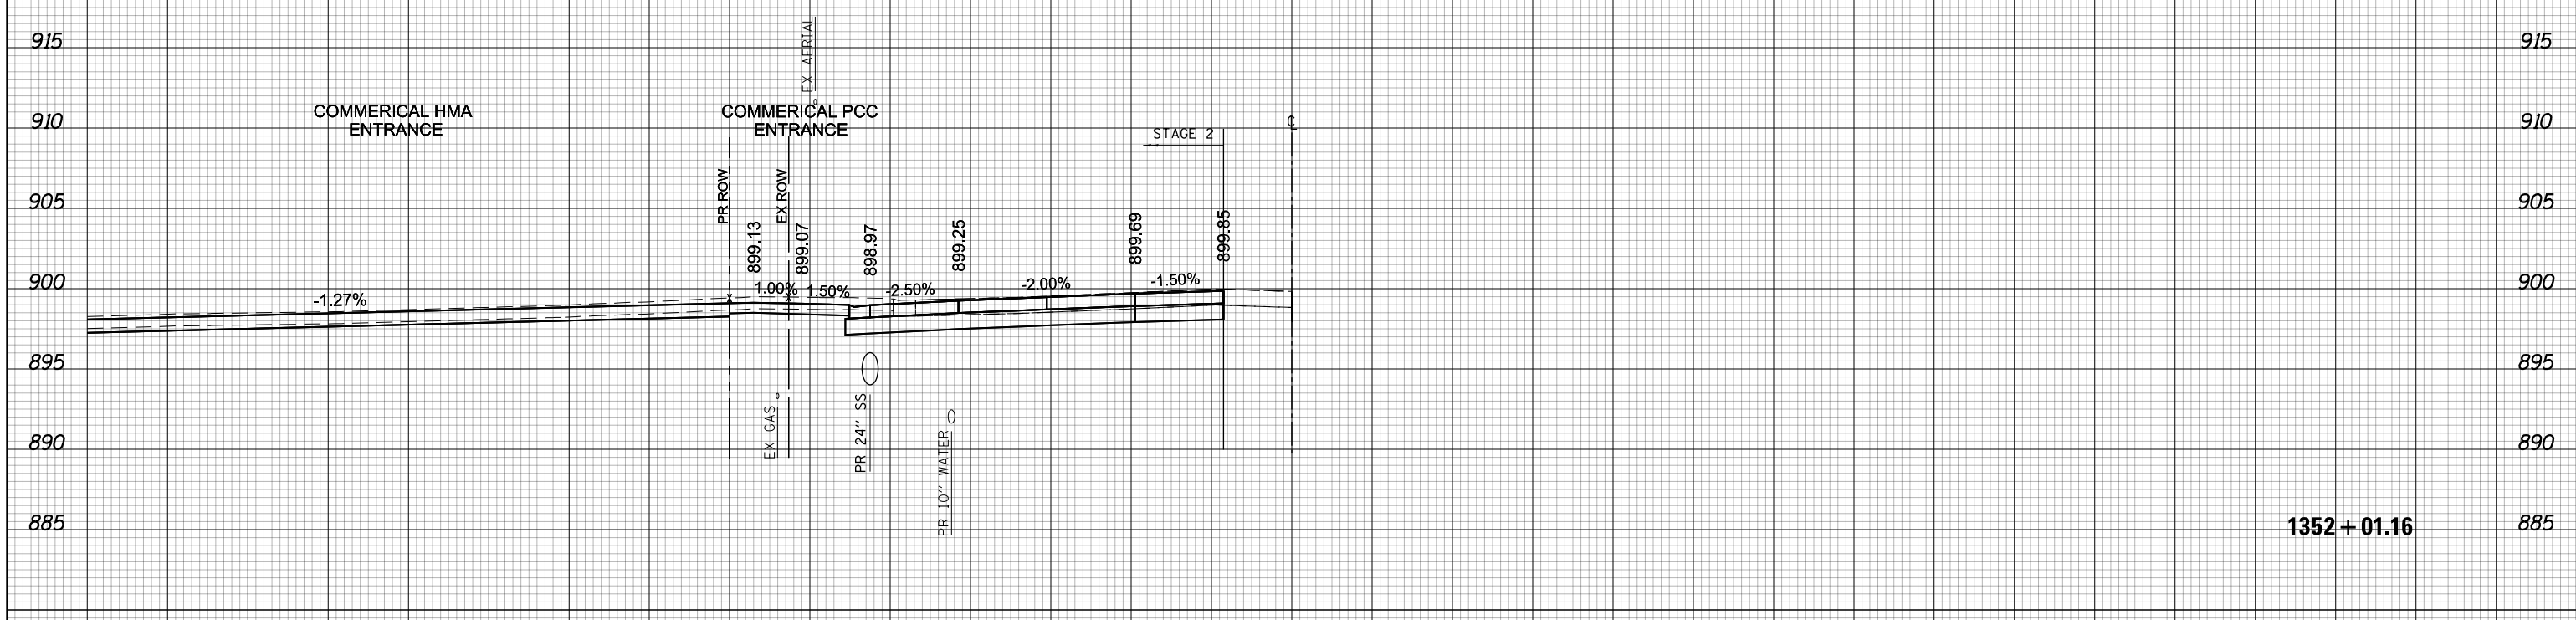 915
915
EX AERIAL
COMMERICAL HMA
ENTRANCE
COMMERICAL PCC
ENTRANCE
910
STAGE 2
℄
910
905
PR ROW
EX ROW
905
899.13
899.07
898.97
899.25
899.69
899.85
900
-1.27%
1.00%
1.50%
-2.50%
-2.00%
-1.50%
900
895
895
890
EX GAS
PR 24" SS
PR 10" WATER
890
885
1352 + 01.16
885